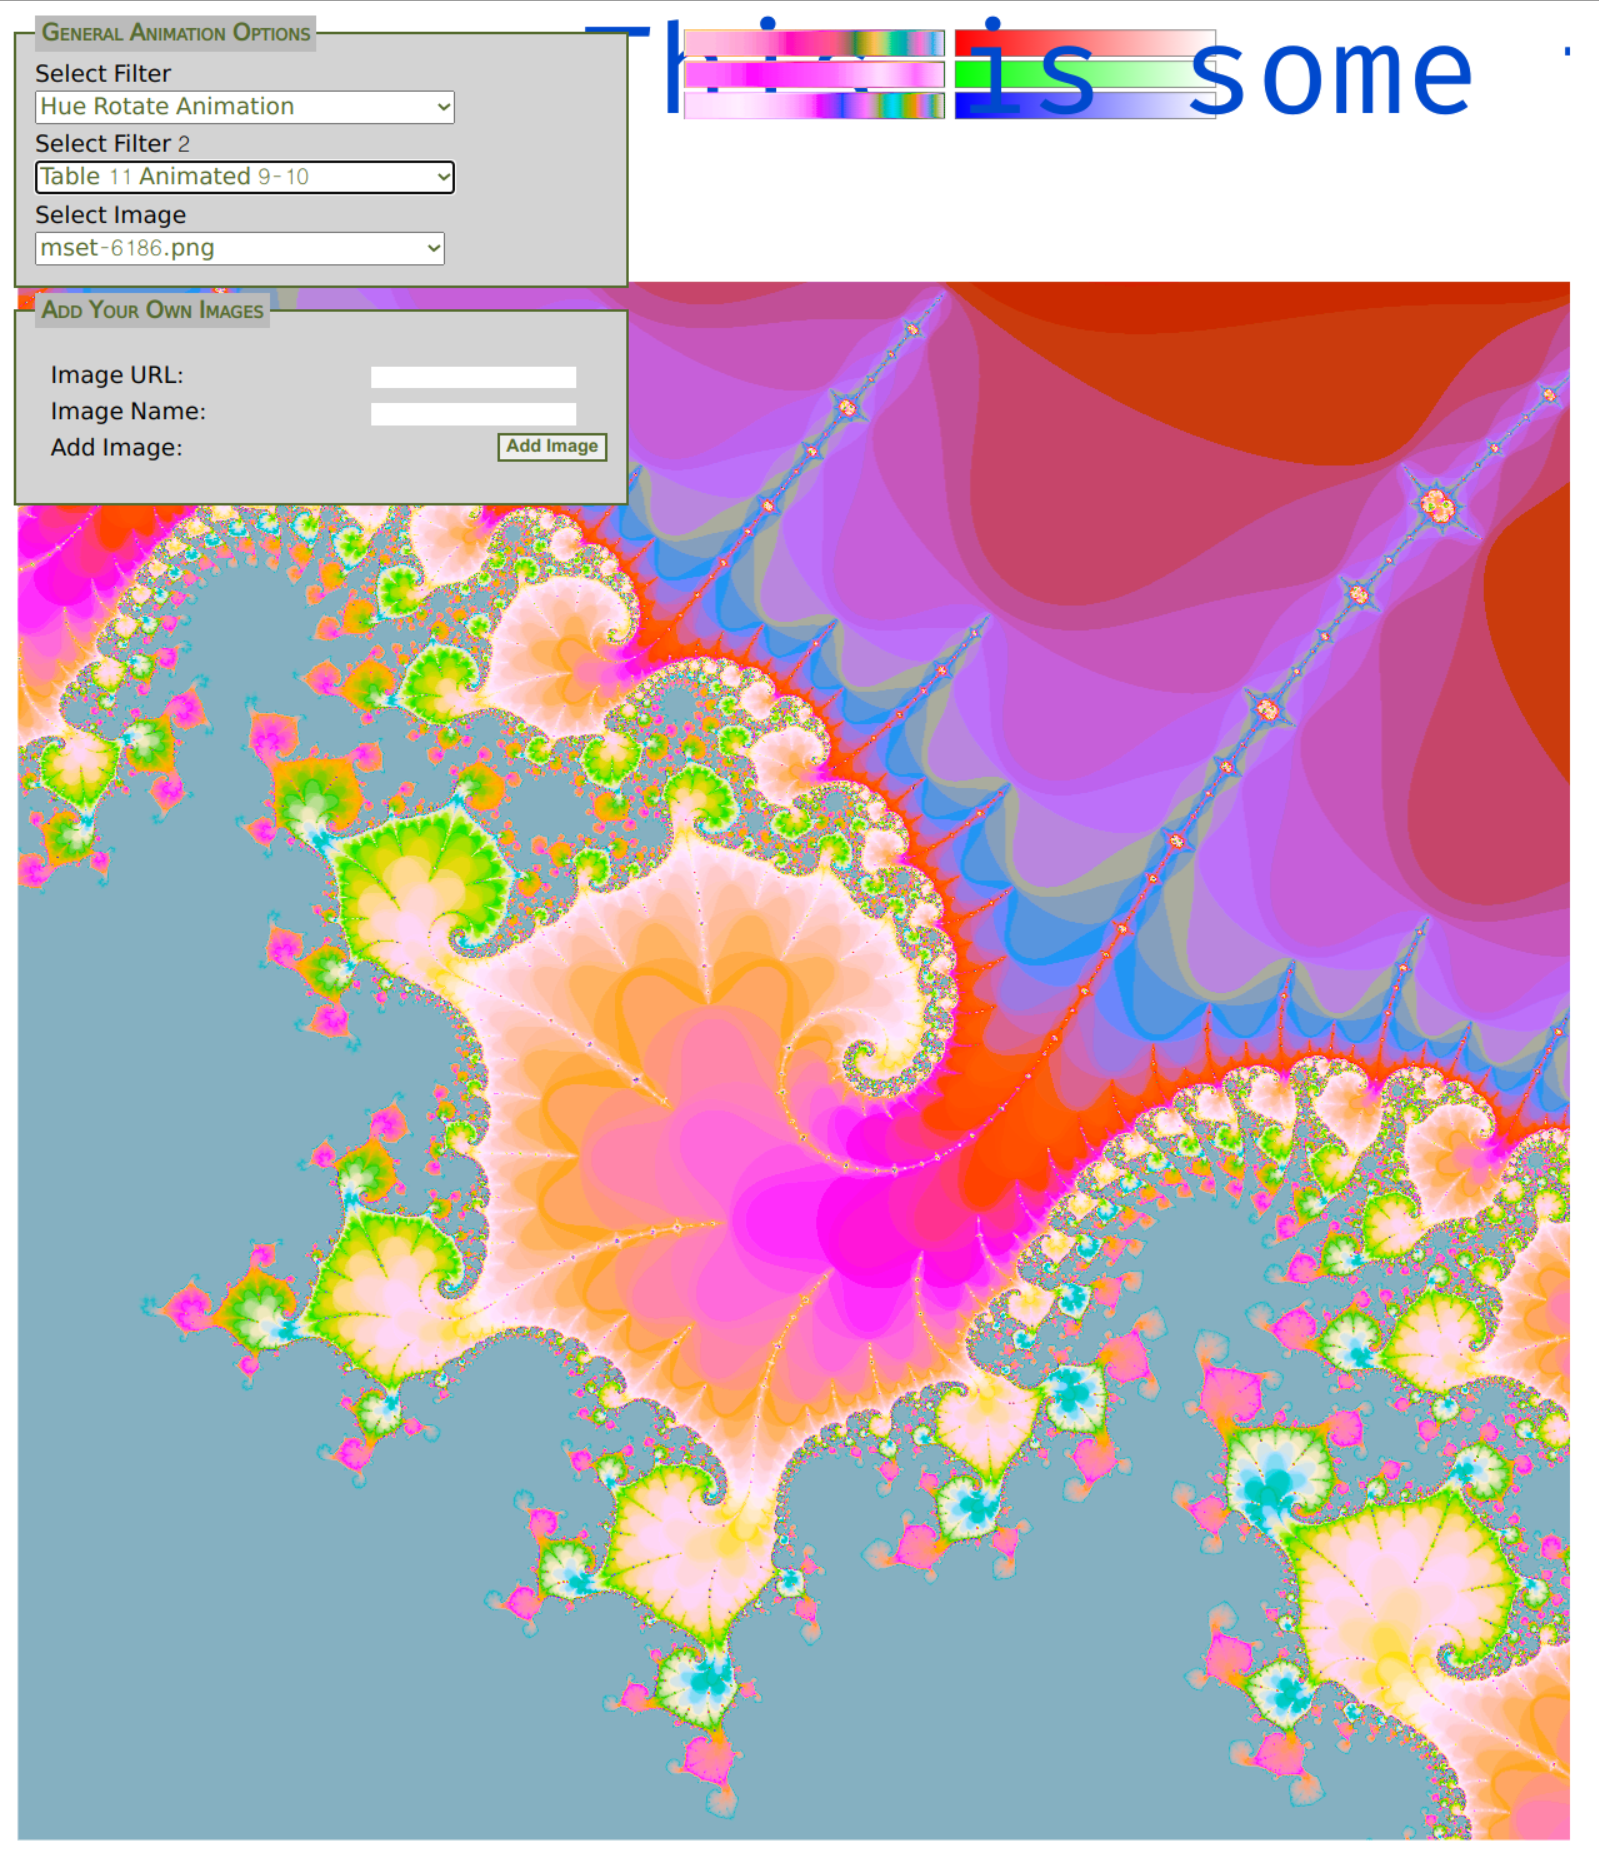 General Animation Options
Select Filter
Hue Rotate Animation
Select Filter 2
Table 11 Animated 9-10
Select Image
mset-6186.png
This is some
Add Your Own Images
Image URL:
Image Name:
Add Image:
Add Image